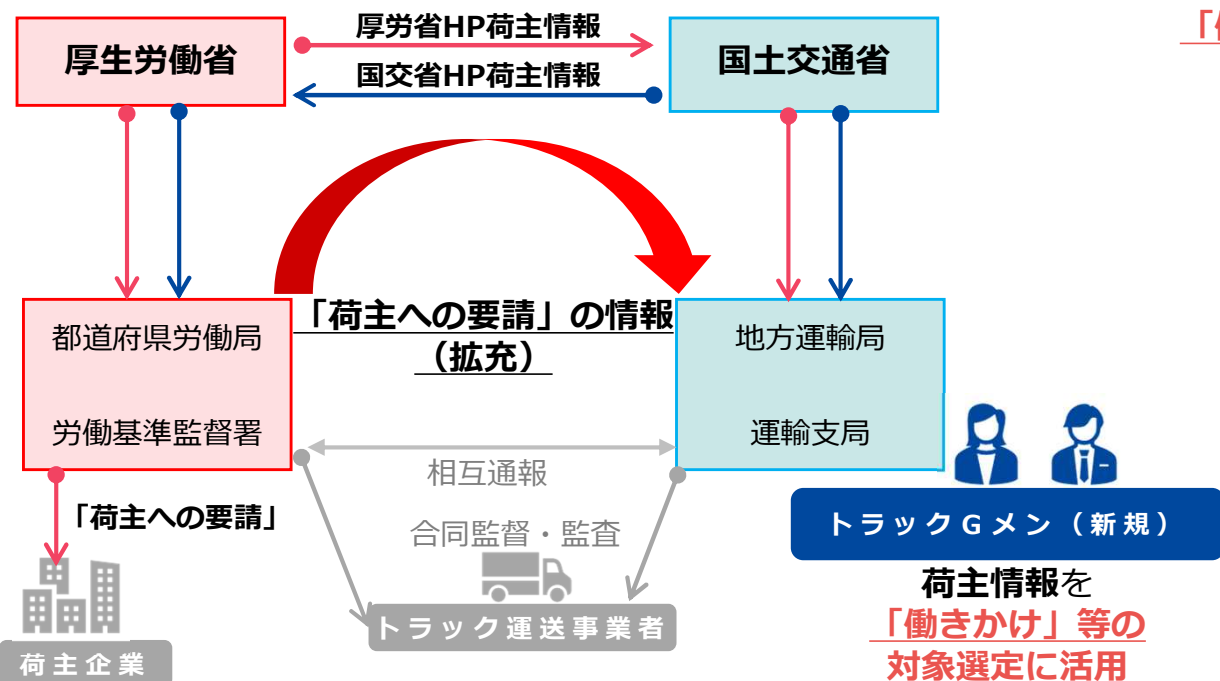 厚労省HP荷主情報
厚生労働省
国土交通省
国交省HP荷主情報
「荷主への要請」の情報
（拡充）
都道府県労働局
地方運輸局
労働基準監督署
運輸支局
相互通報
「荷主への要請」
合同監督・監査
トラックGメン（新規）
トラック運送事業者
荷主企業
荷主情報を
「働きかけ」等の
対象選定に活用